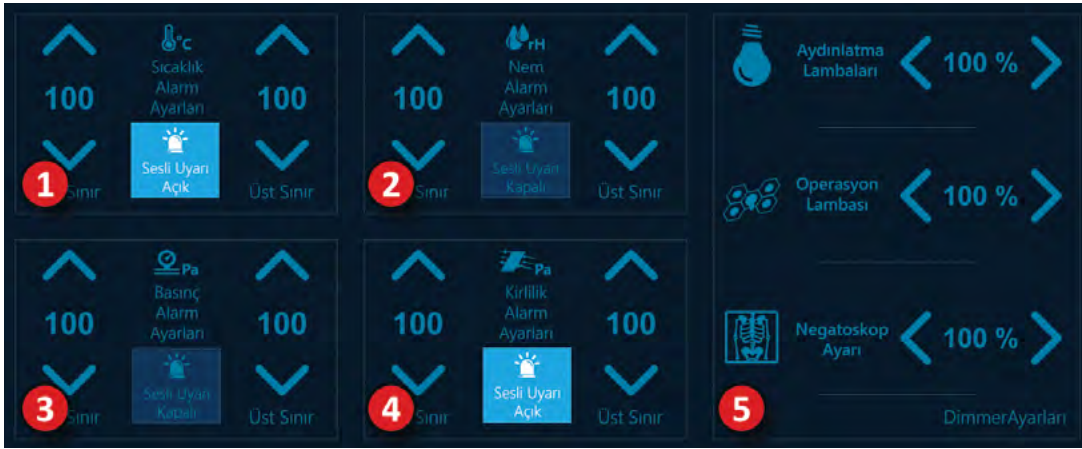 °C
Sıcaklık
Alarm
Ayarları
100
100
Sesli Uyarı
Açık
1
Sınır
Üst Sınır
rH
Nem
Alarm
Ayarları
100
100
Sesli Uyarı
Kapalı
2
Sınır
Üst Sınır
Pa
Basınç
Alarm
Ayarları
100
100
Sesli Uyarı
Kapalı
3
Sınır
Üst Sınır
Pa
Kirlilik
Alarm
Ayarları
100
100
Sesli Uyarı
Açık
4
Sınır
Üst Sınır
Aydınlatma
Lambaları
100 %
Operasyon
Lambası
100 %
Negatoskop
Ayarı
100 %
5
DimmerAyarları